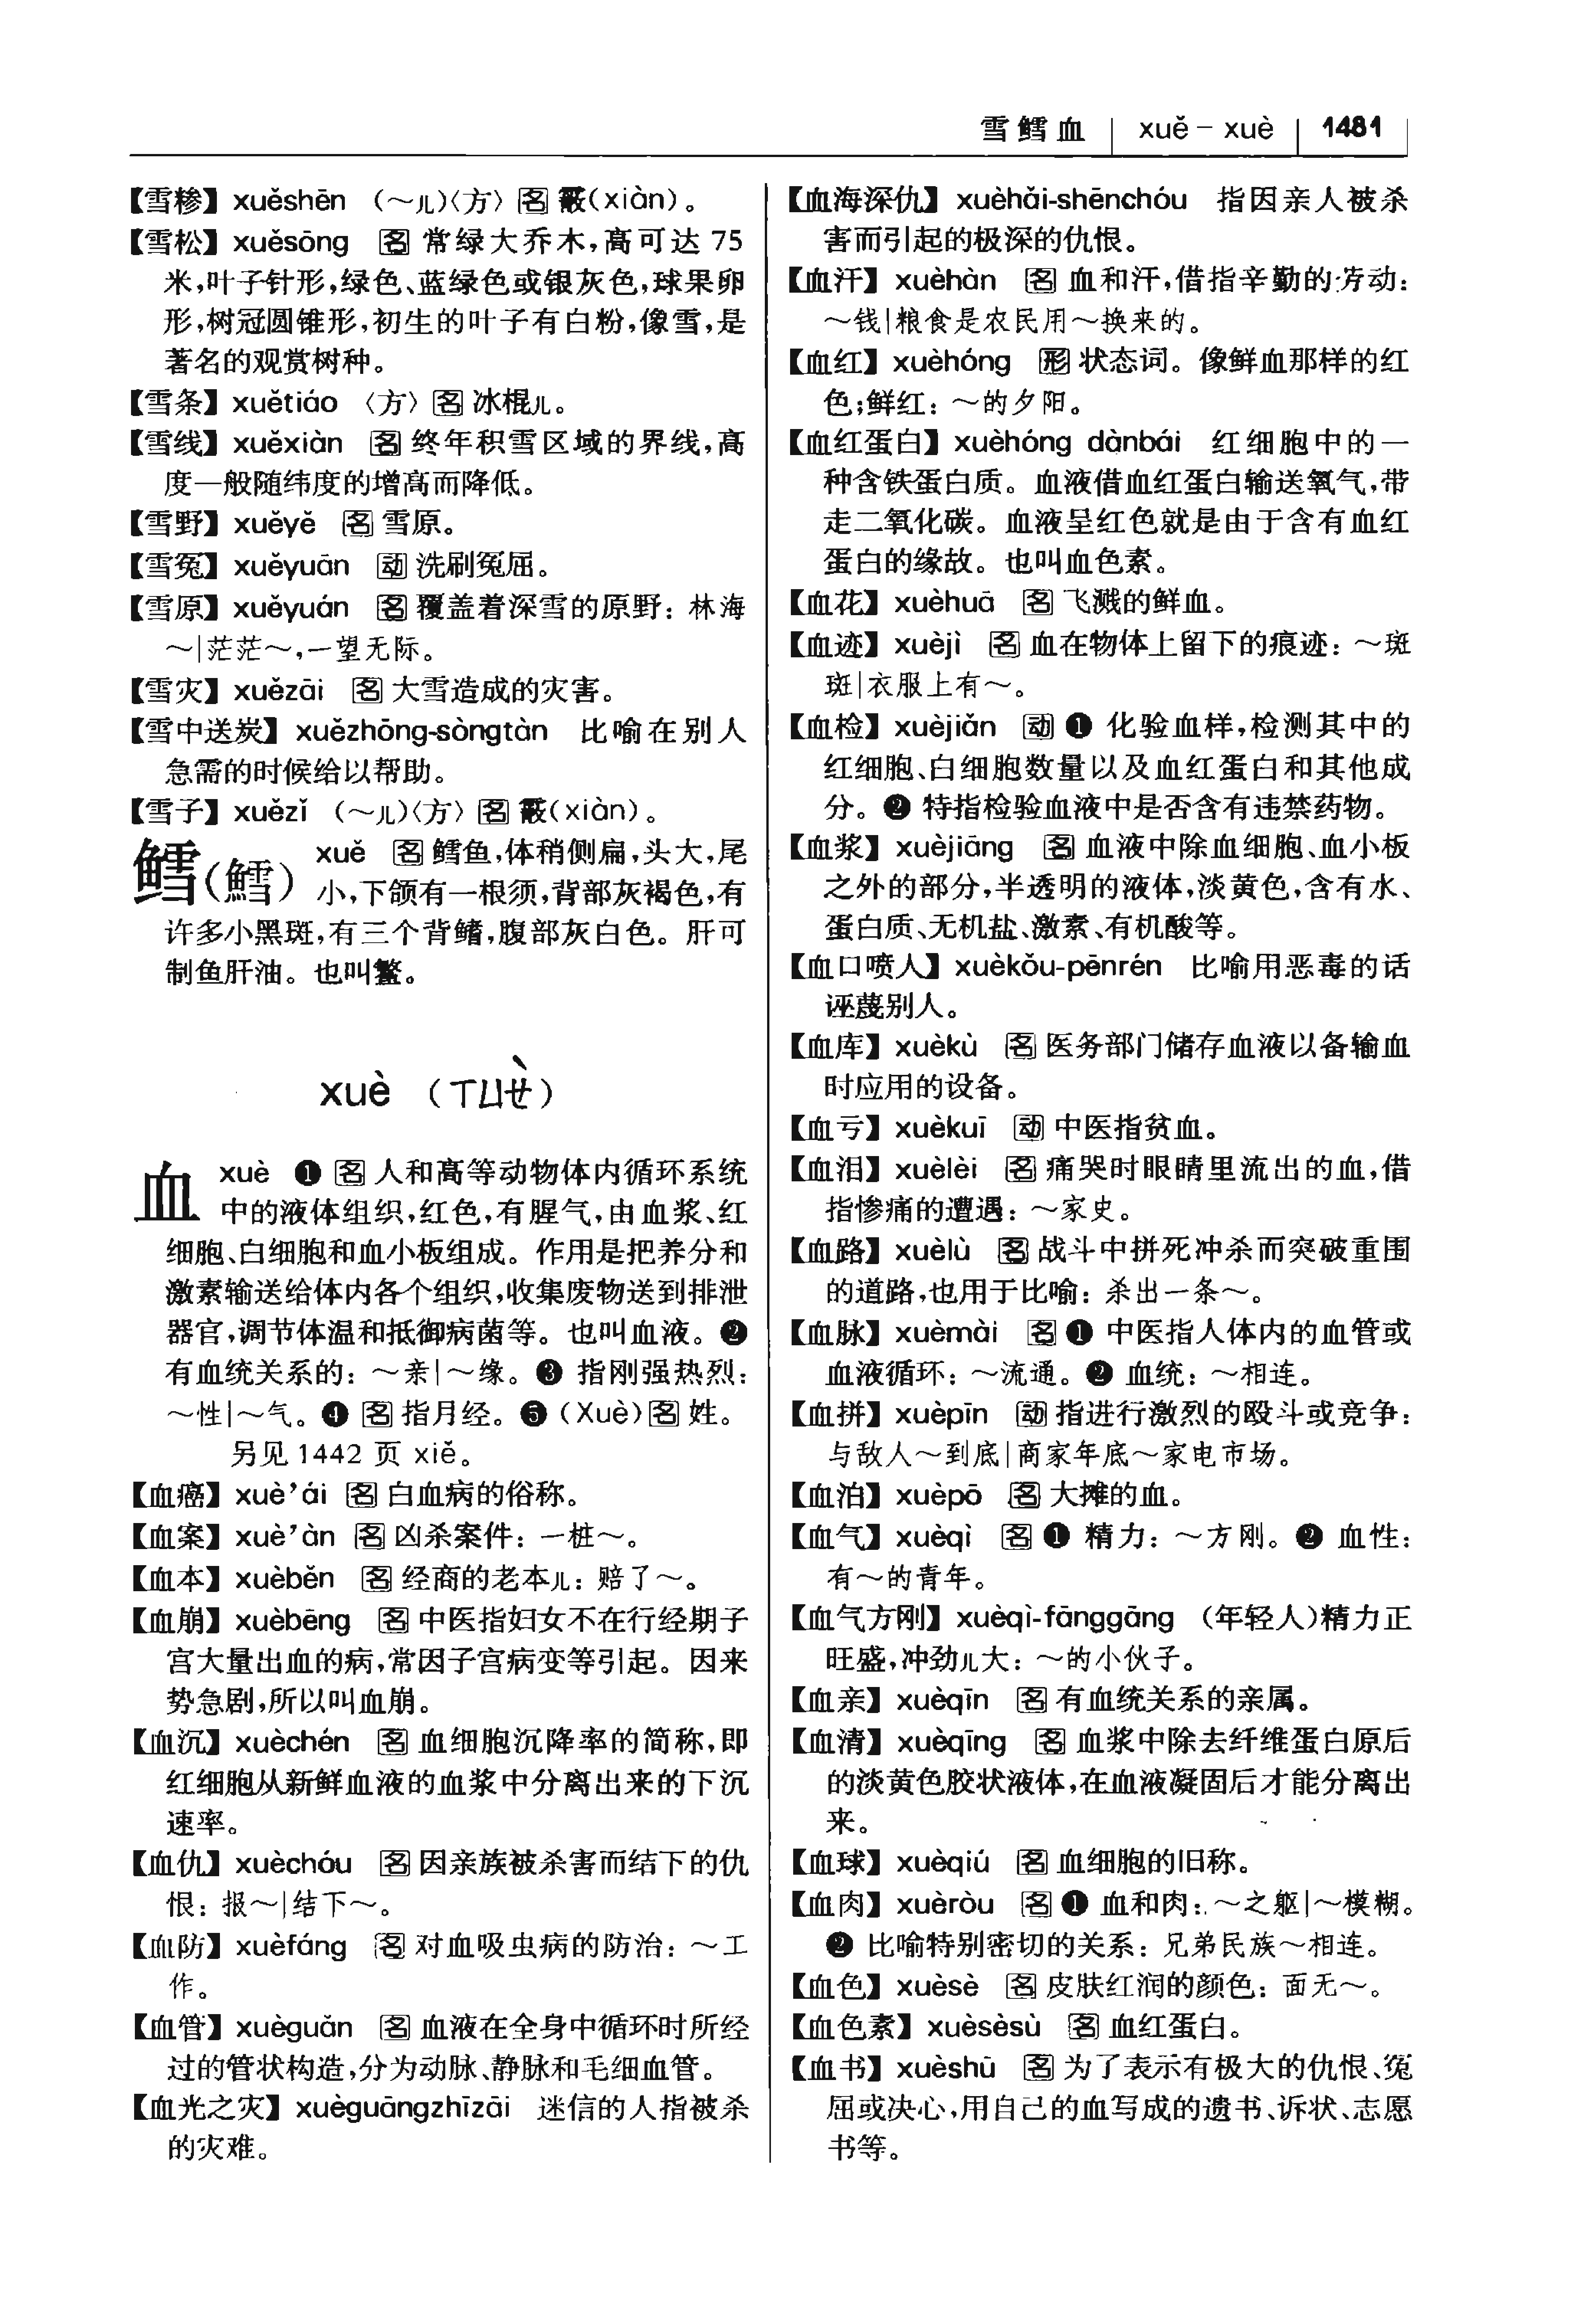 雪鳕血 xuě－xuè 1481
【雪糁】xuěshēn （～儿）〈方〉名 霰(xiàn)。
【雪松】xuěsōng 名 常绿大乔木，高可达 75
米，叶子针形，绿色、蓝绿色或银灰色，球果卵
形，树冠圆锥形，初生的叶子有白粉，像雪，是
著名的观赏树种。
【雪条】xuětiáo 〈方〉名 冰棍儿。
【雪线】xuěxiàn 名 终年积雪区域的界线，高
度一般随纬度的增高而降低。
【雪野】xuěyě 名 雪原。
【雪冤】xuěyuān 动 洗刷冤屈。
【雪原】xuěyuán 名 覆盖着深雪的原野：林海
～|茫茫～，一望无际。
【雪灾】xuězāi 名 大雪造成的灾害。
【雪中送炭】xuězhōng-sòngtàn 比喻在别人
急需的时候给以帮助。
【雪子】xuězǐ （～儿）〈方〉名 霰(xiàn)。
鳕(鱈) xuě 名 鳕鱼，体稍侧扁，头大，尾
小，下颌有一根须，背部灰褐色，有
许多小黑斑，有三个背鳍，腹部灰白色。肝可
制鱼肝油。也叫鳘。
xuè （ㄒㄩㄝˋ）
血 xuè ❶ 名 人和高等动物体内循环系统
中的液体组织，红色，有腥气，由血浆、红
细胞、白细胞和血小板组成。作用是把养分和
激素输送给体内各个组织，收集废物送到排泄
器官，调节体温和抵御病菌等。也叫血液。❷
有血统关系的：～亲|～缘。❸ 指刚强热烈：
～性|～气。❹ 名 指月经。❺（Xuè）名 姓。
另见 1442 页 xiě。
【血癌】xuè’ái 名 白血病的俗称。
【血案】xuè’àn 名 凶杀案件：一桩～。
【血本】xuèběn 名 经商的老本儿：赔了～。
【血崩】xuèbēng 名 中医指妇女不在行经期子
宫大量出血的病，常因子宫病变等引起。因来
势急剧，所以叫血崩。
【血沉】xuèchén 名 血细胞沉降率的简称，即
红细胞从新鲜血液的血浆中分离出来的下沉
速率。
【血仇】xuèchóu 名 因亲族被杀害而结下的仇
恨：报～|结下～。
【血防】xuèfáng 名 对血吸虫病的防治：～工
作。
【血管】xuèguǎn 名 血液在全身中循环时所经
过的管状构造，分为动脉、静脉和毛细血管。
【血光之灾】xuèguāngzhīzāi 迷信的人指被杀
的灾难。
【血海深仇】xuèhǎi-shēnchóu 指因亲人被杀
害而引起的极深的仇恨。
【血汗】xuèhàn 名 血和汗，借指辛勤的劳动：
～钱|粮食是农民用～换来的。
【血红】xuèhóng 形 状态词。像鲜血那样的红
色；鲜红：～的夕阳。
【血红蛋白】xuèhóng dànbái 红细胞中的一
种含铁蛋白质。血液借血红蛋白输送氧气，带
走二氧化碳。血液呈红色就是由于含有血红
蛋白的缘故。也叫血色素。
【血花】xuèhuā 名 飞溅的鲜血。
【血迹】xuèjì 名 血在物体上留下的痕迹：～斑
斑|衣服上有～。
【血检】xuèjiǎn 动 ❶ 化验血样，检测其中的
红细胞、白细胞数量以及血红蛋白和其他成
分。❷ 特指检验血液中是否含有违禁药物。
【血浆】xuèjiāng 名 血液中除血细胞、血小板
之外的部分，半透明的液体，淡黄色，含有水、
蛋白质、无机盐、激素、有机酸等。
【血口喷人】xuèkǒu-pēnrén 比喻用恶毒的话
诬蔑别人。
【血库】xuèkù 名 医务部门储存血液以备输血
时应用的设备。
【血亏】xuèkuī 动 中医指贫血。
【血泪】xuèlèi 名 痛哭时眼睛里流出的血，借
指惨痛的遭遇：～家史。
【血路】xuèlù 名 战斗中拼死冲杀而突破重围
的道路，也用于比喻：杀出一条～。
【血脉】xuèmài 名 ❶ 中医指人体内的血管或
血液循环：～流通。❷ 血统：～相连。
【血拼】xuèpīn 动 指进行激烈的殴斗或竞争：
与敌人～到底|商家年底～家电市场。
【血泊】xuèpō 名 大摊的血。
【血气】xuèqì 名 ❶ 精力：～方刚。❷ 血性：
有～的青年。
【血气方刚】xuèqì-fānggāng （年轻人）精力正
旺盛，冲劲儿大：～的小伙子。
【血亲】xuèqīn 名 有血统关系的亲属。
【血清】xuèqīng 名 血浆中除去纤维蛋白原后
的淡黄色胶状液体，在血液凝固后才能分离出
来。
【血球】xuèqiú 名 血细胞的旧称。
【血肉】xuèròu 名 ❶ 血和肉：～之躯|～模糊。
❷ 比喻特别密切的关系：兄弟民族～相连。
【血色】xuèsè 名 皮肤红润的颜色：面无～。
【血色素】xuèsèsù 名 血红蛋白。
【血书】xuèshū 名 为了表示有极大的仇恨、冤
屈或决心，用自己的血写成的遗书、诉状、志愿
书等。